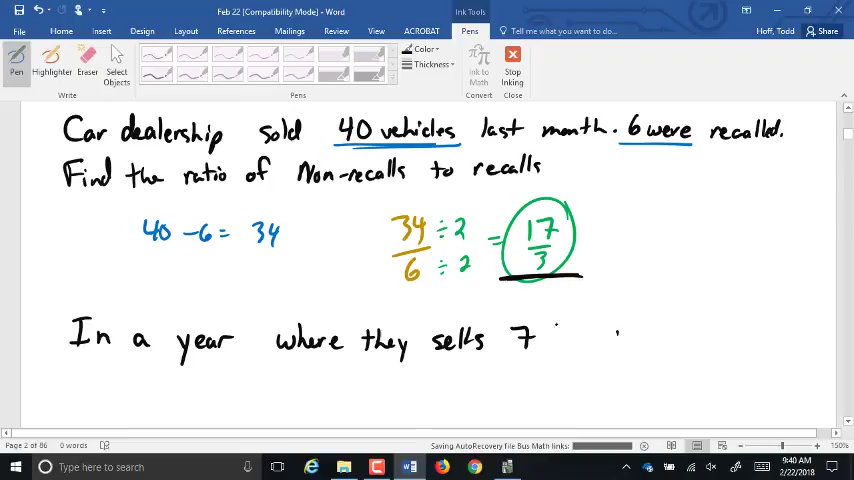 Feb 22 [Compatibility Mode] - Word
Ink Tools
Hoff, Todd
File Home Insert Design Layout References Mailings Review View ACROBAT Pens Tell me what you want to do... Share
Pen Highlighter Eraser Select Objects
Color
Thickness
Ink to Math
Stop Inking
Write Pens Convert Close
Car dealership sold 40 vehicles last month. 6 were recalled.
Find the ratio of Non-recalls to recalls
40 - 6 = 34
34 ÷ 2 = 17
6 ÷ 2 3
In a year where they sells 7
Page 2 of 86 0 words Saving AutoRecovery file Bus Math links: 150%
Type here to search
9:40 AM
2/22/2018